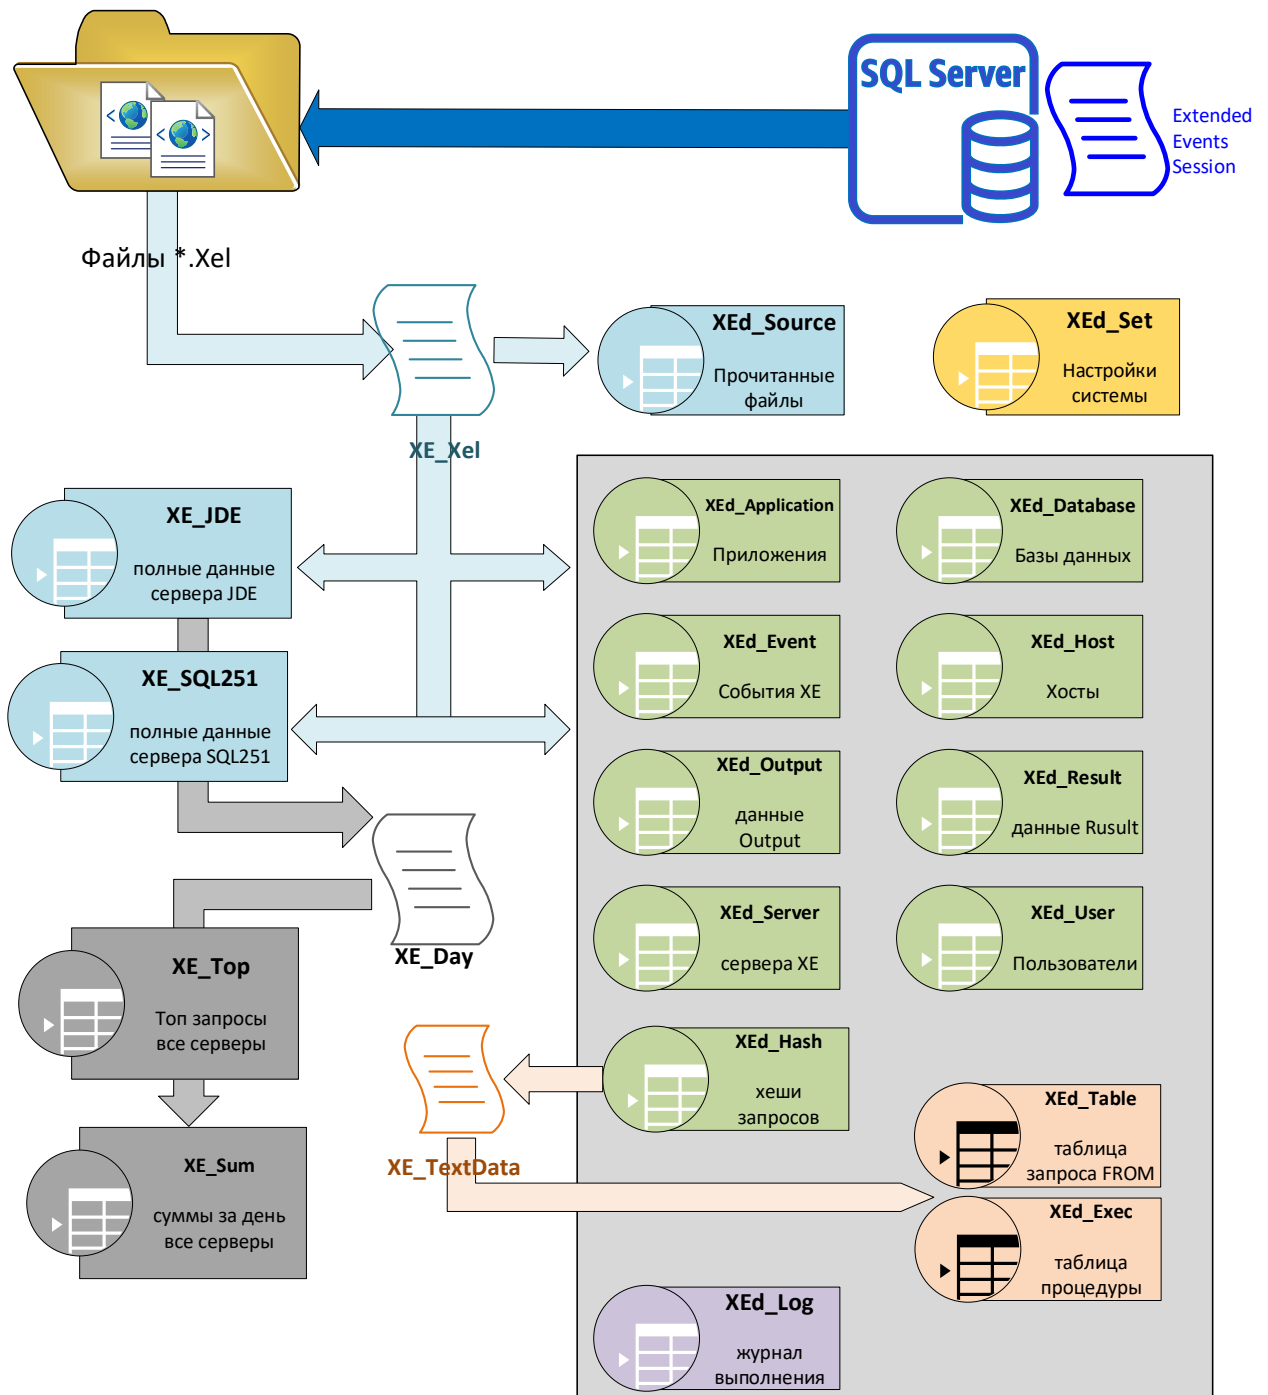 SQL Server
Extended
Events
Session
Файлы *.Xel
XE_Xel
XEd_Source
Прочитанные
файлы
XEd_Set
Настройки
системы
XE_JDE
полные данные
сервера JDE
XE_SQL251
полные данные
сервера SQL251
XEd_Application
Приложения
XEd_Database
Базы данных
XEd_Event
События XE
XEd_Host
Хосты
XEd_Output
данные
Output
XEd_Result
данные Rusult
XEd_Server
сервера XE
XEd_User
Пользователи
XE_Day
XE_Top
Топ запросы
все серверы
XE_Sum
суммы за день
все серверы
XEd_Hash
хеши
запросов
XE_TextData
XEd_Table
таблица
запроса FROM
XEd_Exec
таблица
процедуры
XEd_Log
журнал
выполнения